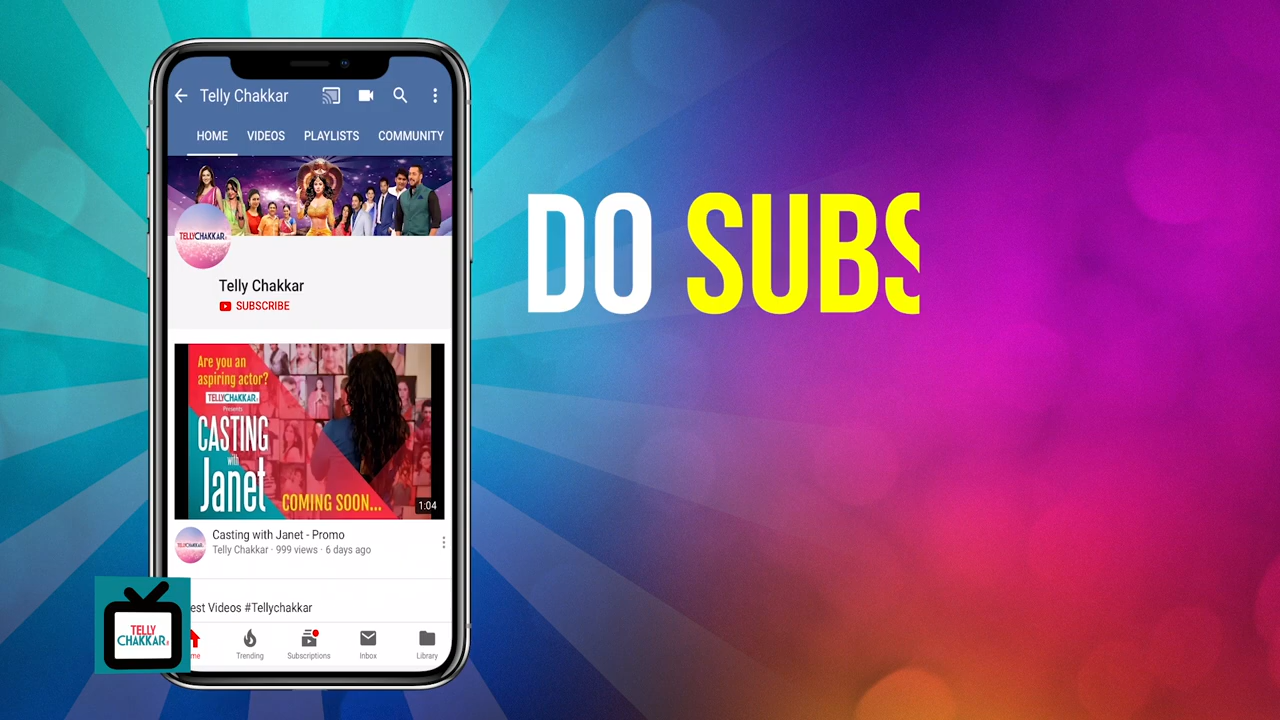 Telly Chakkar
HOME VIDEOS PLAYLISTS COMMUNITY
TELLYCHAKKAR
Telly Chakkar
SUBSCRIBE
DO SUBS
Are you an
aspiring actor?
TELLYCHAKKAR
Presents
CASTING
with
Janet
COMING SOON...
1:04
TELLYCHAKKAR
Casting with Janet - Promo
Telly Chakkar · 999 views · 6 days ago
est Videos #Tellychakkar
TELLY
CHAKKAR
me Trending Subscriptions Inbox Library